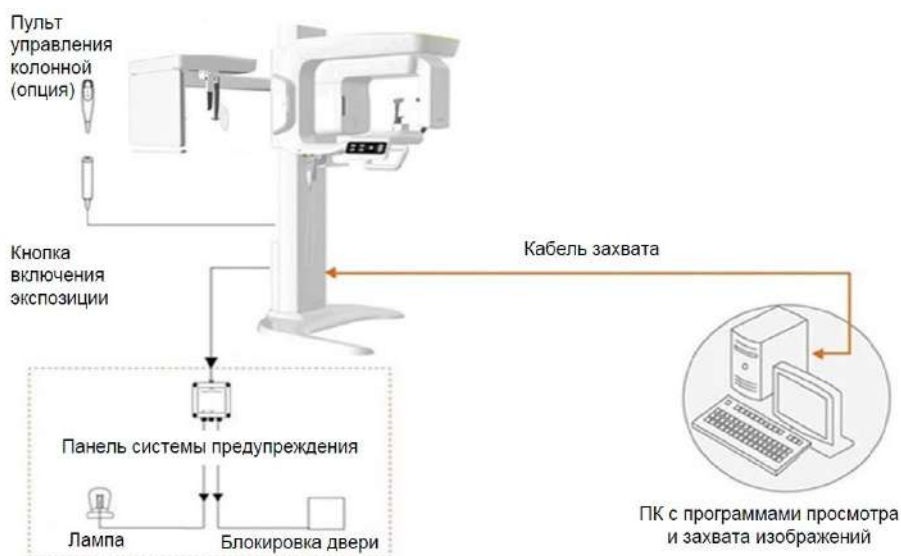 Пульт
управления
колонной
(опция)
Кнопка
включения
экспозиции
Кабель захвата
Панель системы предупреждения
Лампа
Блокировка двери
ПК с программами просмотра
и захвата изображений